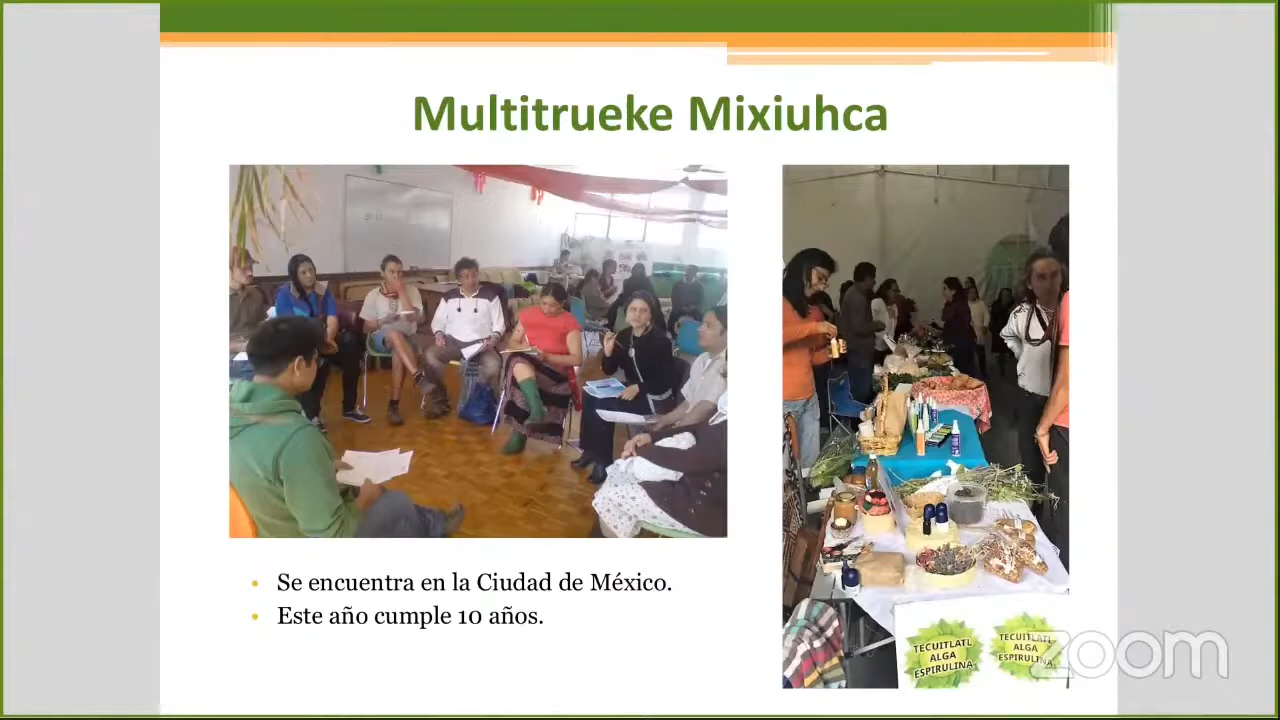 Multitrueke Mixiuhca
• Se encuentra en la Ciudad de México.
• Este año cumple 10 años.
TECUITLATL
ALGA
ESPIRULINA
TECUITLATL
ALGA
ESPIRULINA
zoom